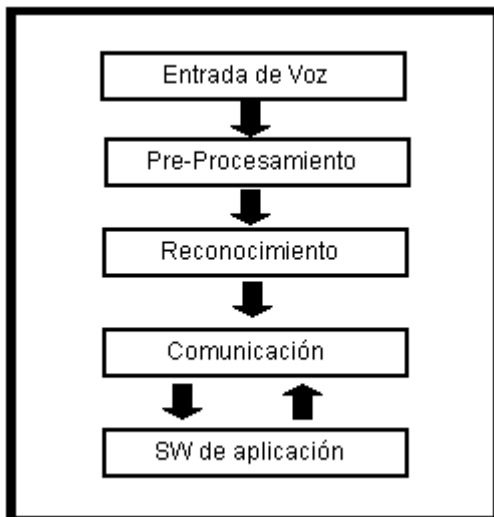 Entrada de Voz
Pre-Procesamiento
Reconocimiento
Comunicación
SW de aplicación